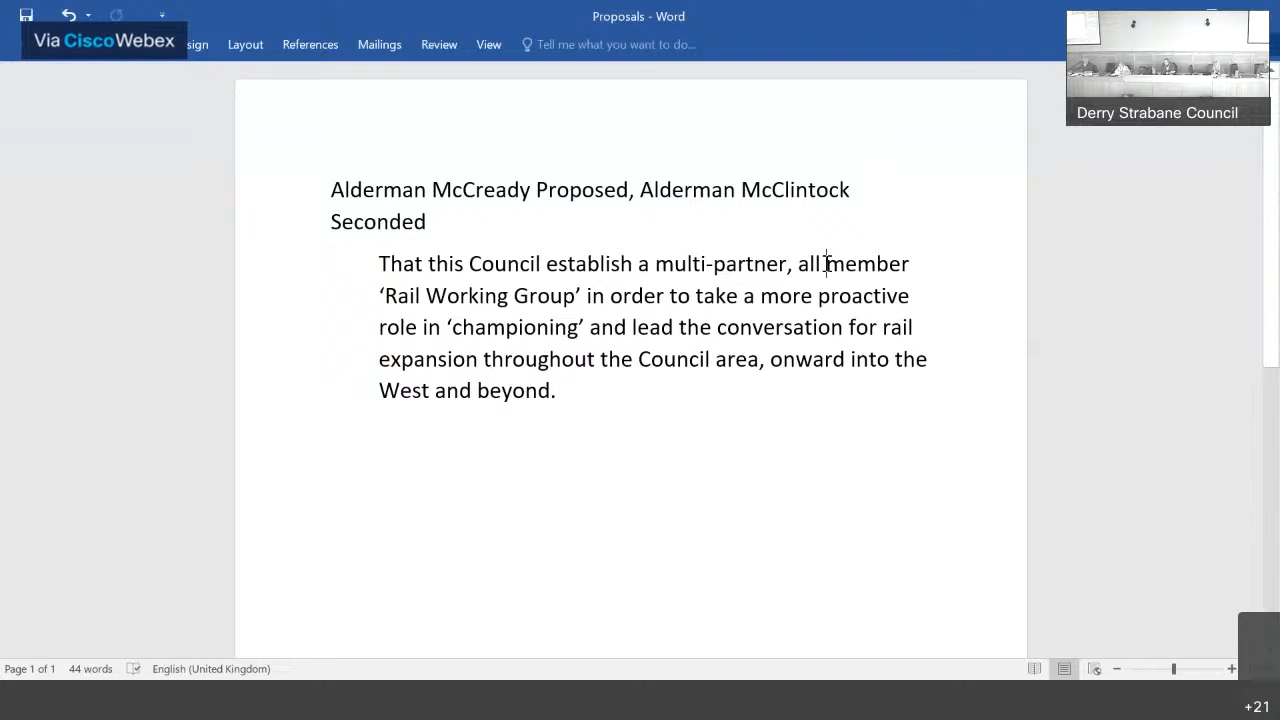 Proposals - Word
Via CiscoWebex
sign Layout References Mailings Review View Tell me what you want to do...
Derry Strabane Council
Alderman McCready Proposed, Alderman McClintock
Seconded
That this Council establish a multi-partner, all member
‘Rail Working Group’ in order to take a more proactive
role in ‘championing’ and lead the conversation for rail
expansion throughout the Council area, onward into the
West and beyond.
Page 1 of 1 44 words English (United Kingdom)
+21